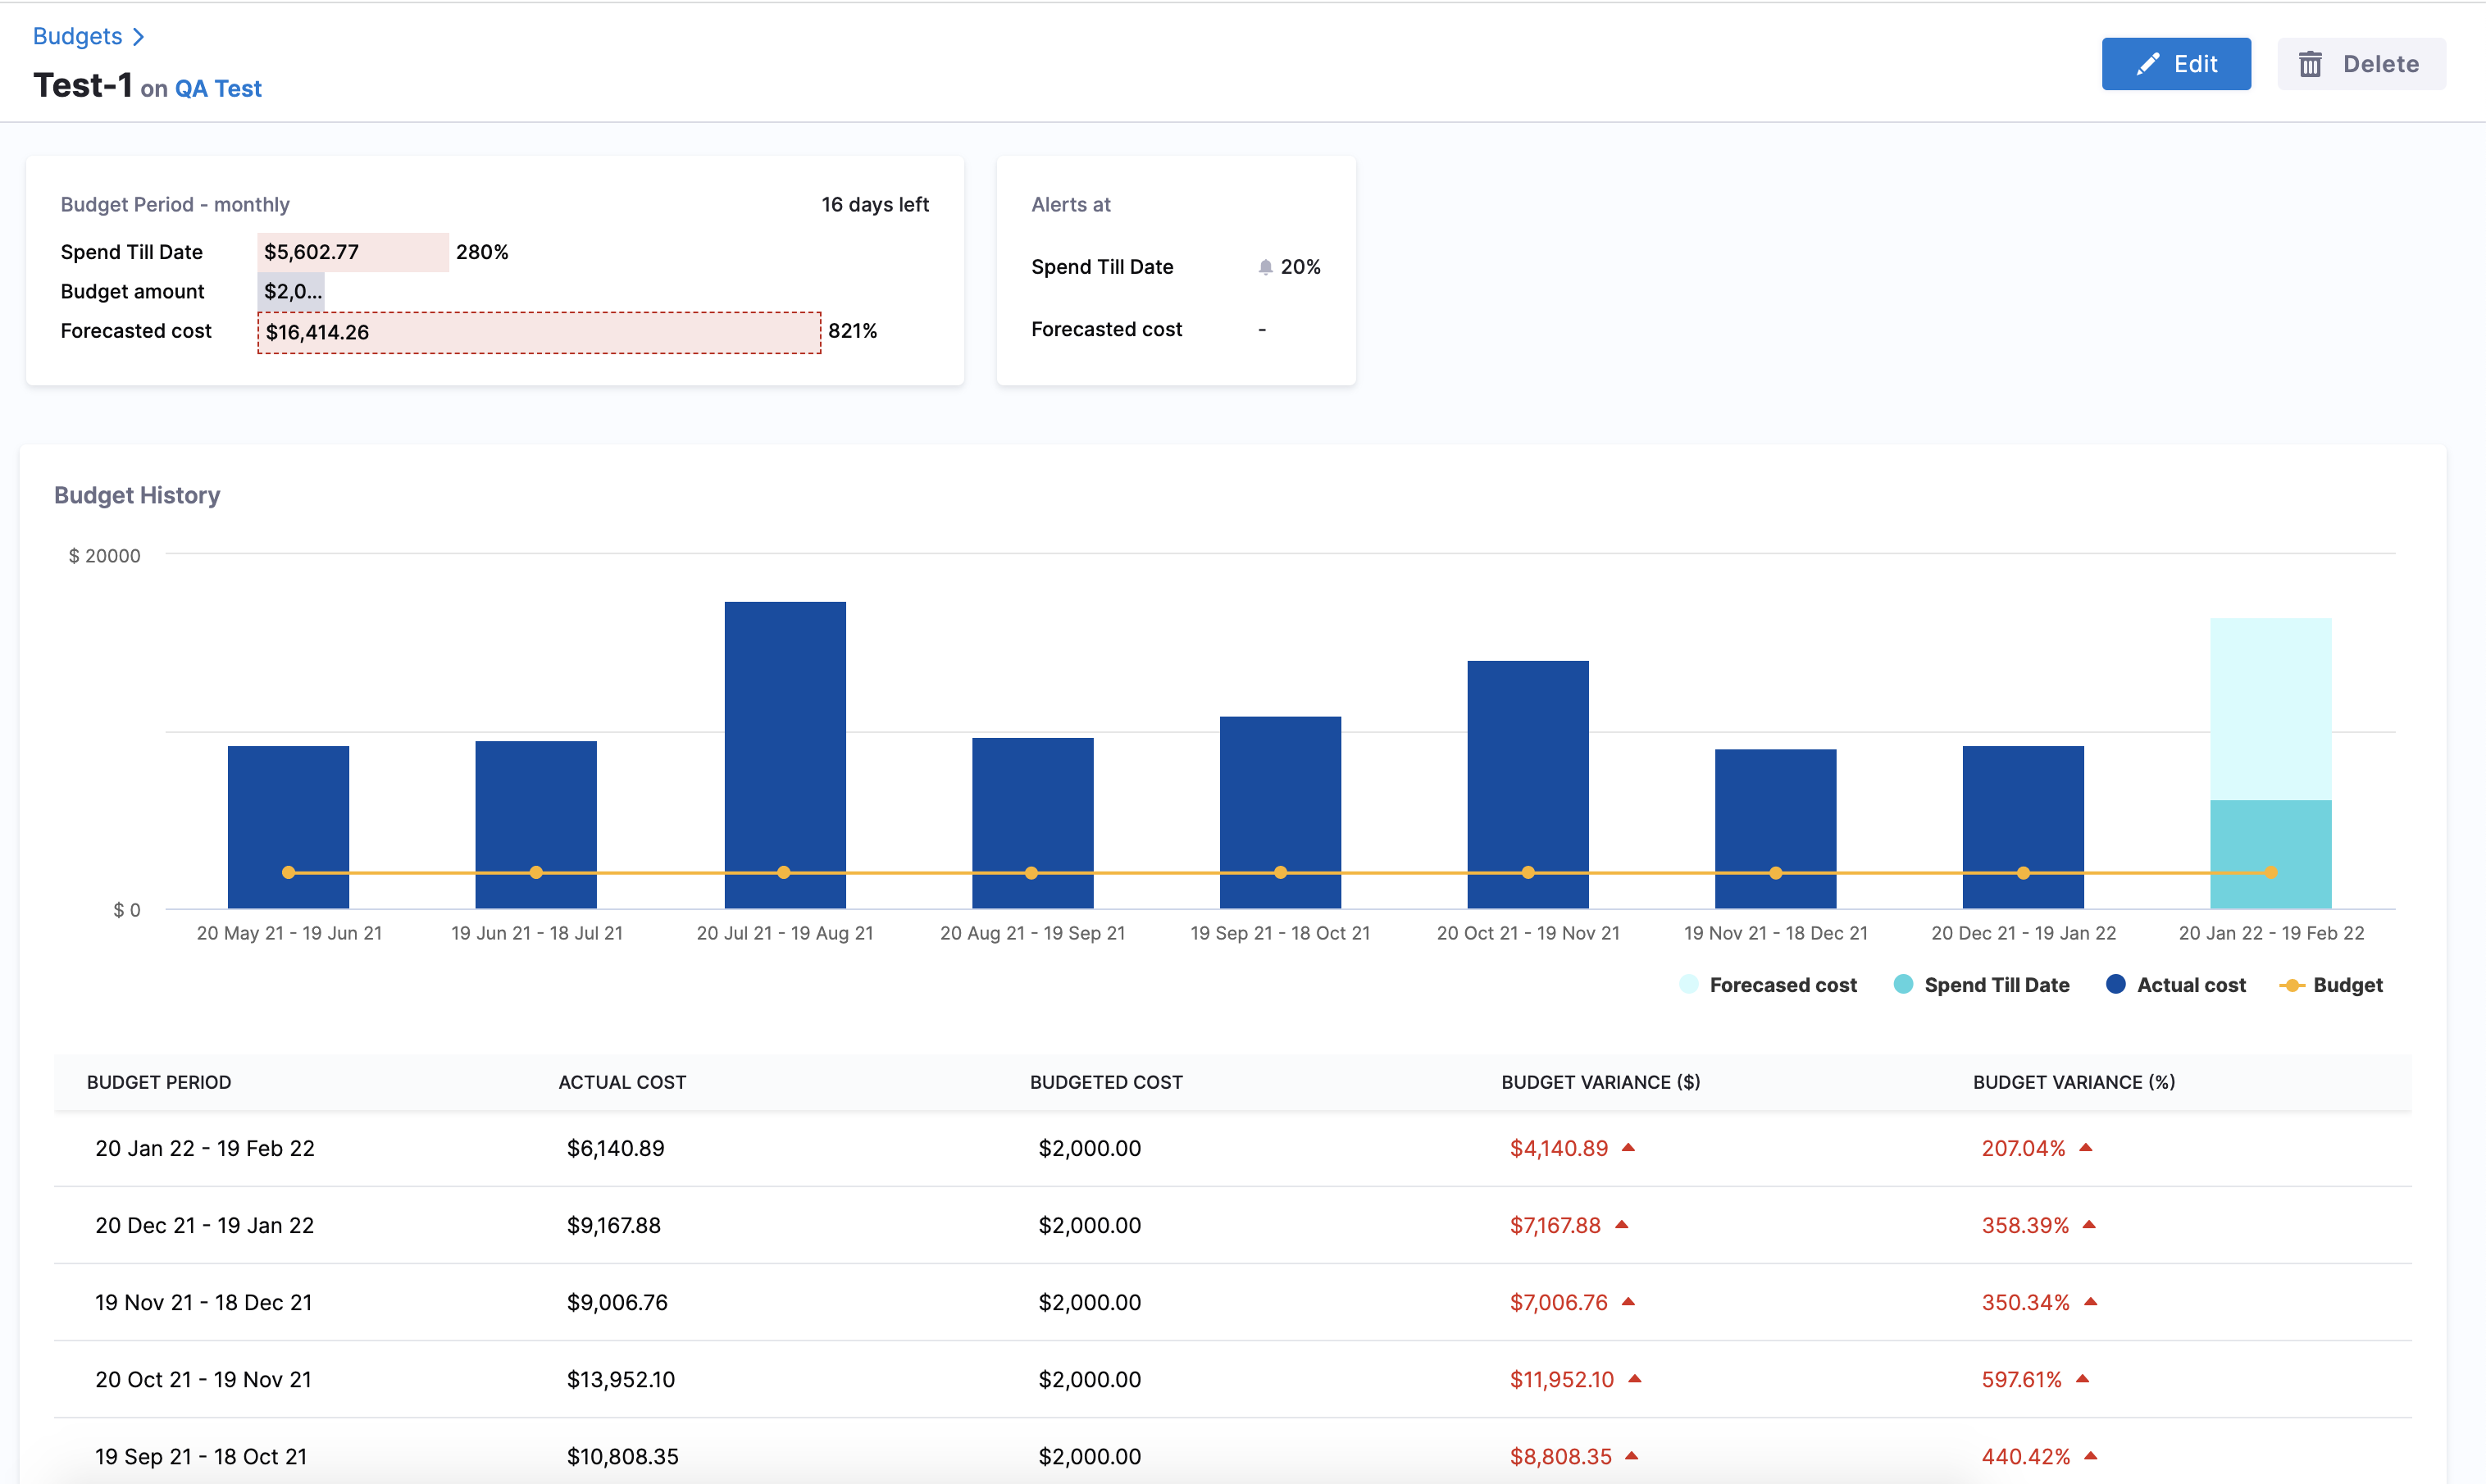 Budgets
Test-1 on QA Test
Edit
Delete
Budget Period - monthly
16 days left
Spend Till Date $5,602.77 280%
Budget amount $2,0...
Forecasted cost $16,414.26 821%
Alerts at
Spend Till Date 20%
Forecasted cost -
Budget History
$ 20000
$ 0
20 May 21 - 19 Jun 21 19 Jun 21 - 18 Jul 21 20 Jul 21 - 19 Aug 21 20 Aug 21 - 19 Sep 21 19 Sep 21 - 18 Oct 21 20 Oct 21 - 19 Nov 21 19 Nov 21 - 18 Dec 21 20 Dec 21 - 19 Jan 22 20 Jan 22 - 19 Feb 22
Forecased cost Spend Till Date Actual cost Budget
BUDGET PERIOD ACTUAL COST BUDGETED COST BUDGET VARIANCE ($) BUDGET VARIANCE (%)
20 Jan 22 - 19 Feb 22 $6,140.89 $2,000.00 $4,140.89 207.04%
20 Dec 21 - 19 Jan 22 $9,167.88 $2,000.00 $7,167.88 358.39%
19 Nov 21 - 18 Dec 21 $9,006.76 $2,000.00 $7,006.76 350.34%
20 Oct 21 - 19 Nov 21 $13,952.10 $2,000.00 $11,952.10 597.61%
19 Sep 21 - 18 Oct 21 $10,808.35 $2,000.00 $8,808.35 440.42%